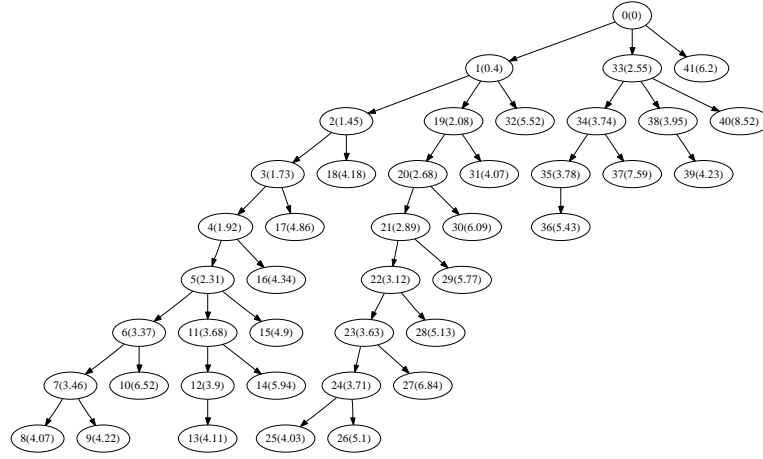 0(0)
1(0.4) 33(2.55) 41(6.2)
2(1.45) 19(2.08) 32(5.52) 34(3.74) 38(3.95) 40(8.52)
3(1.73) 18(4.18) 20(2.68) 31(4.07) 35(3.78) 37(7.59) 39(4.23)
4(1.92) 17(4.86) 21(2.89) 30(6.09) 36(5.43)
5(2.31) 16(4.34) 22(3.12) 29(5.77)
6(3.37) 11(3.68) 15(4.9) 23(3.63) 28(5.13)
7(3.46) 10(6.52) 12(3.9) 14(5.94) 24(3.71) 27(6.84)
8(4.07) 9(4.22) 13(4.11) 25(4.03) 26(5.1)